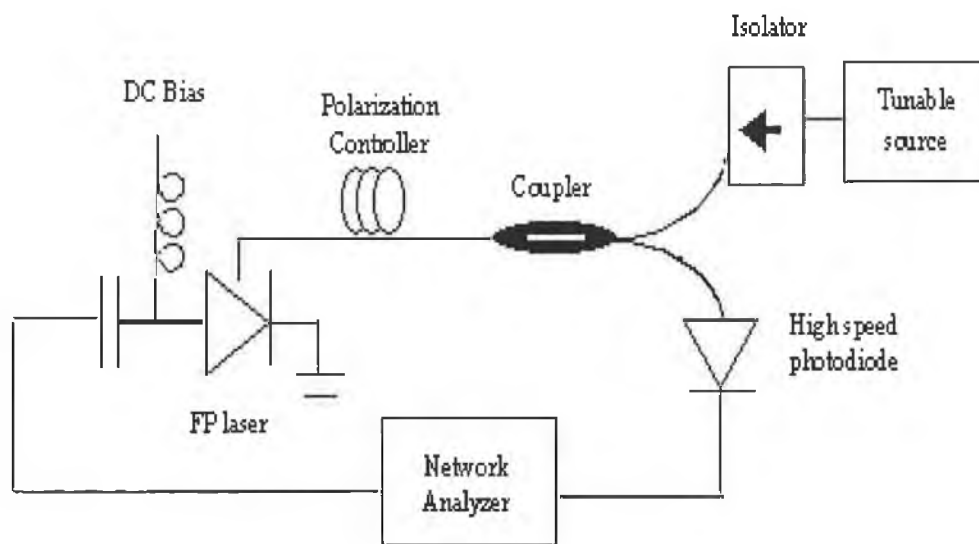 Isolator
DC Bias
Polarization
Controller
Tunable
source
Coupler
High speed
photodiode
FP laser
Network
Analyzer